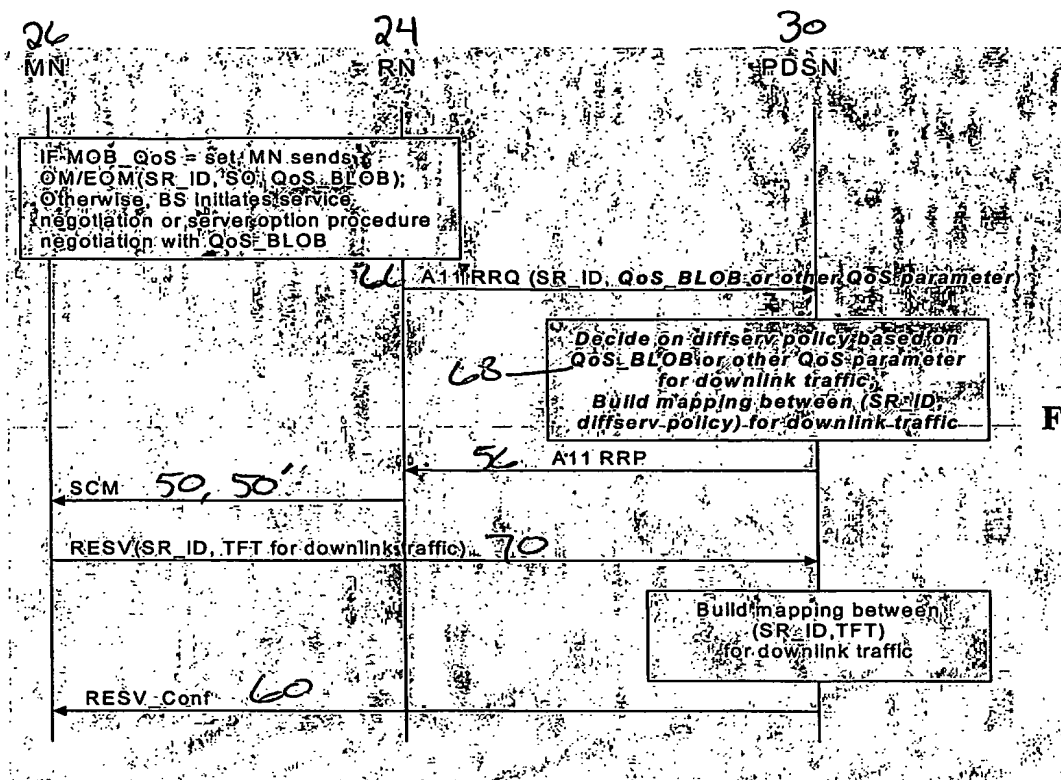 26 24 30
MN RN PDSN
IF MOB_QoS = set, MN sends
OM/EOM(SR_ID, SO, QoS_BLOB);
Otherwise, BS initiates service
negotiation or server option procedure
negotiation with QoS_BLOB
66 A11 RRQ (SR_ID, QoS_BLOB or other QoS parameter)
Decide on diffserv policy based on
QoS_BLOB or other QoS parameter
for downlink traffic,
68
Build mapping between (SR_ID,
diffserv policy) for downlink traffic
F
56 A11 RRP
SCM 50, 50'
RESV(SR_ID, TFT for downlink traffic) 70
Build mapping between
(SR_ID,TFT)
for downlink traffic
RESV_Conf 60